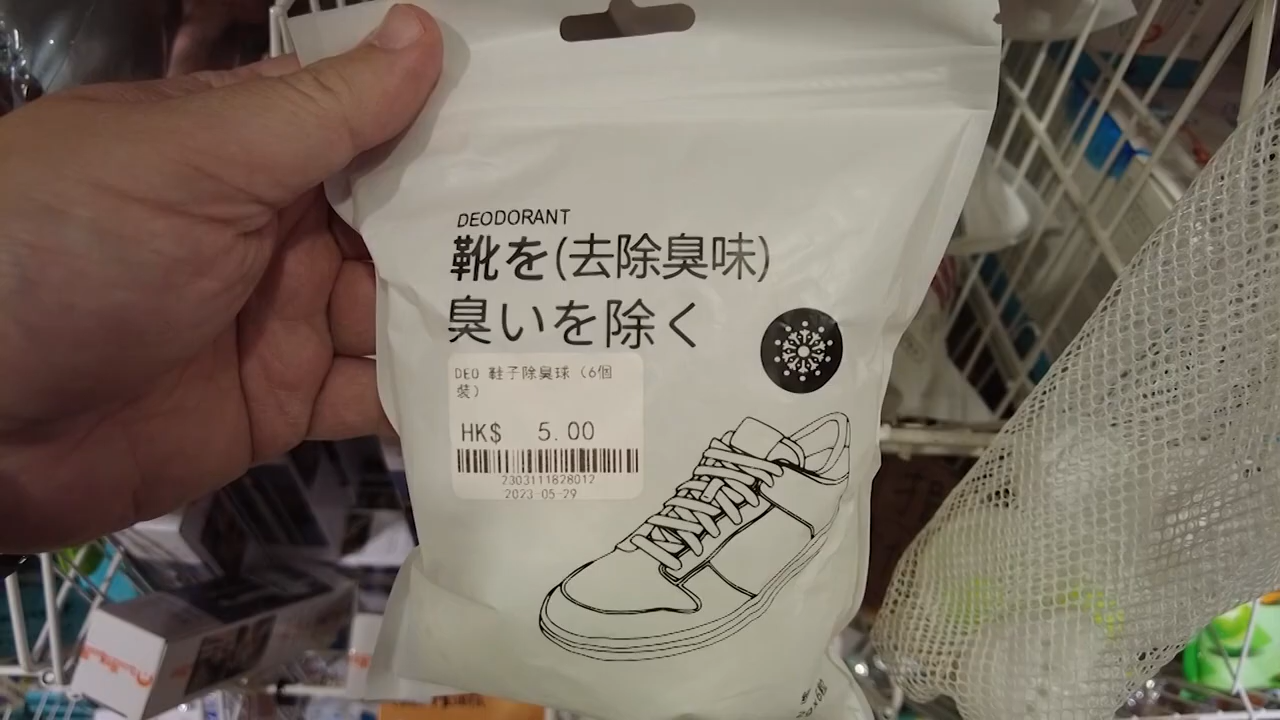 DEODORANT
靴を(去除臭味)
臭いを除く
DEO 鞋子除臭球（6個
裝）
HK$ 5.00
2303111828012
2023-05-29